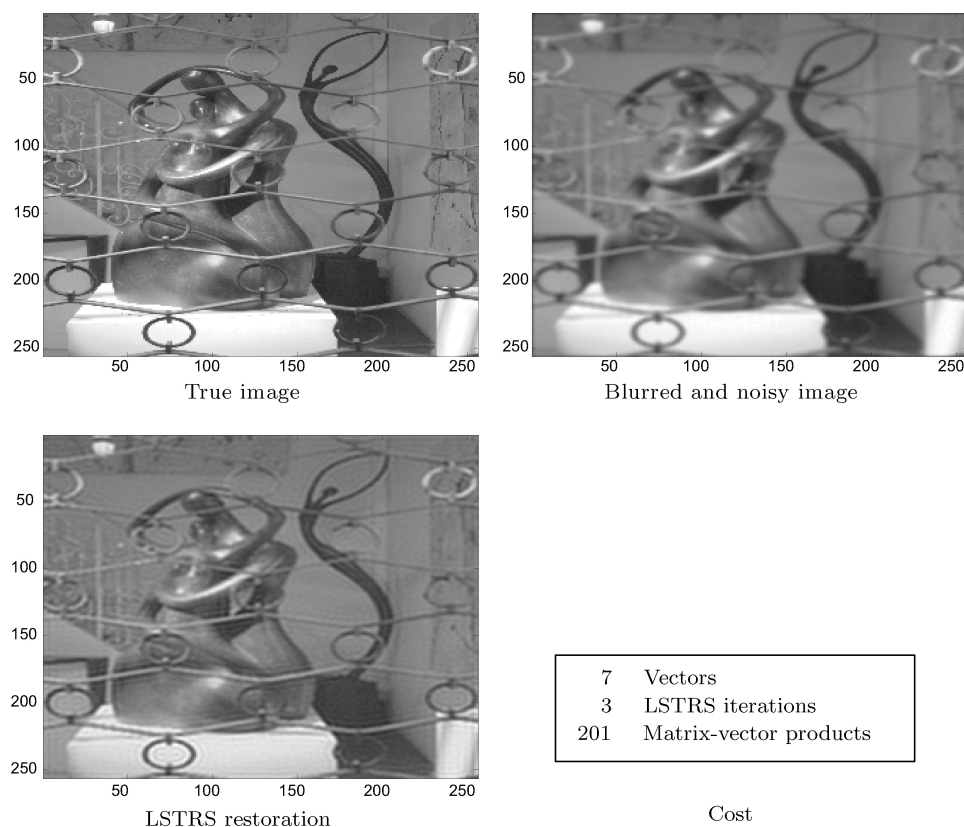 50
100
150
200
250
50 100 150 200 250
True image
50
100
150
200
250
50 100 150 200 250
Blurred and noisy image
50
100
150
200
250
50 100 150 200 250
LSTRS restoration
7 Vectors
3 LSTRS iterations
201 Matrix-vector products
Cost